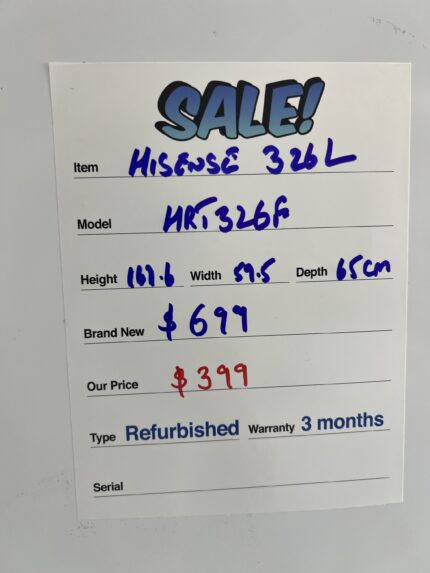 SALE!
Item HISENSE 326L
Model HRT326F
Height 161.6 Width 59.5 Depth 65cm
Brand New $699
Our Price $399
Type Refurbished Warranty 3 months
Serial